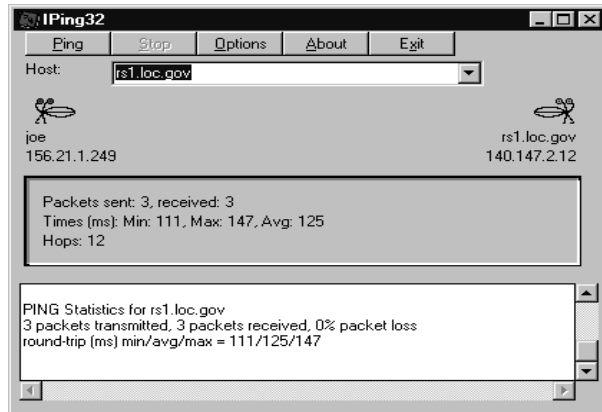 IPing32
Ping Stop Options About Exit
Host: rs1.loc.gov
joe rs1.loc.gov
156.21.1.249 140.147.2.12
Packets sent: 3, received: 3
Times (ms): Min: 111, Max: 147, Avg: 125
Hops: 12
PING Statistics for rs1.loc.gov
3 packets transmitted, 3 packets received, 0% packet loss
round-trip (ms) min/avg/max = 111/125/147